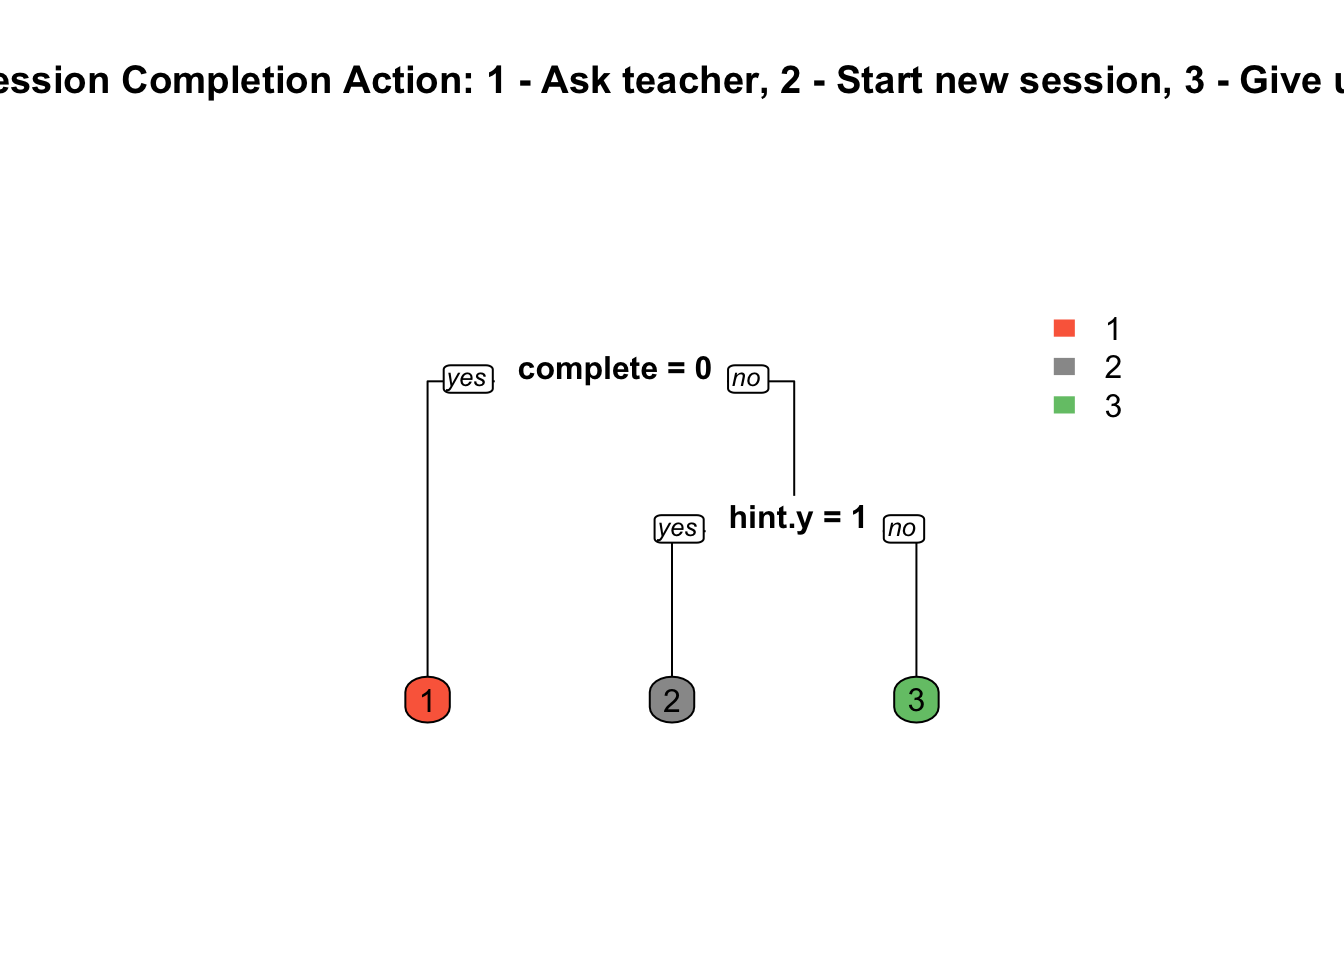 ession Completion Action: 1 - Ask teacher, 2 - Start new session, 3 - Give u
1
2
3
yes complete = 0 no
yes hint.y = 1 no
1 2 3